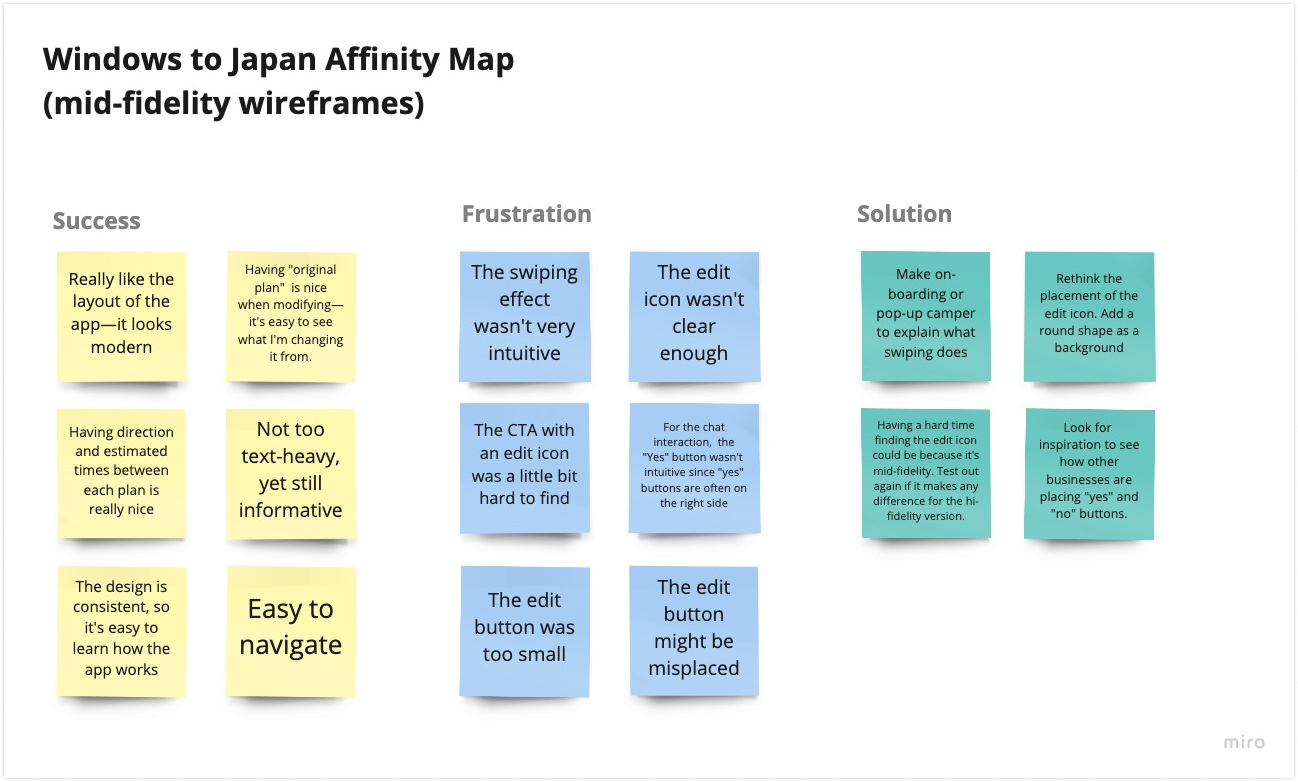 Windows to Japan Affinity Map
(mid-fidelity wireframes)
Success
Really like the
layout of the
app—it looks
modern
Having "original
plan" is nice
when modifying—
it's easy to see
what I'm changing
it from.
Having direction
and estimated
times between
each plan is
really nice
Not too
text-heavy,
yet still
informative
The design is
consistent, so
it's easy to
learn how the
app works
Easy to
navigate
Frustration
The swiping
effect
wasn't very
intuitive
The edit
icon wasn't
clear
enough
The CTA with
an edit icon
was a little bit
hard to find
For the chat
interaction, the
"Yes" button wasn't
intuitive since "yes"
buttons are often on
the right side
The edit
button was
too small
The edit
button
might be
misplaced
Solution
Make on-
boarding or
pop-up camper
to explain what
swiping does
Rethink the
placement of the
edit icon. Add a
round shape as a
background
Having a hard time
finding the edit icon
could be because it's
mid-fidelity. Test out
again if it makes any
difference for the hi-
fidelity version.
Look for
inspiration to see
how other
businesses are
placing "yes" and
"no" buttons.
miro